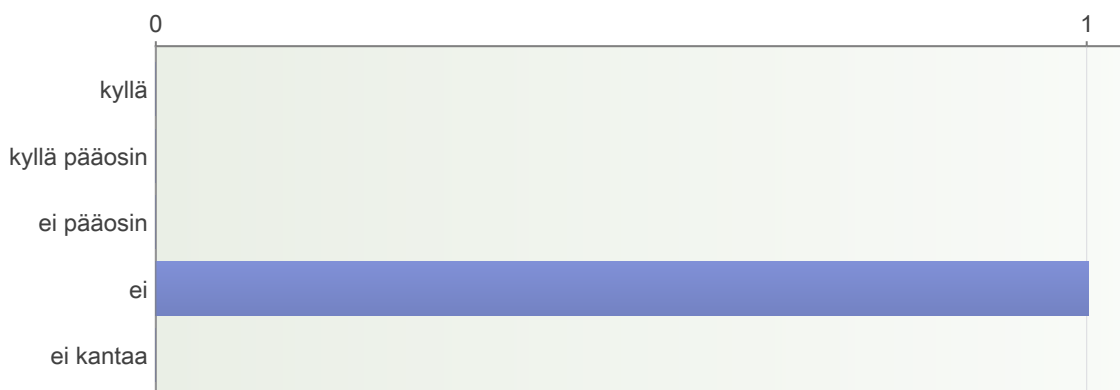 0 1
kyllä
kyllä pääosin
ei pääosin
ei
ei kantaa